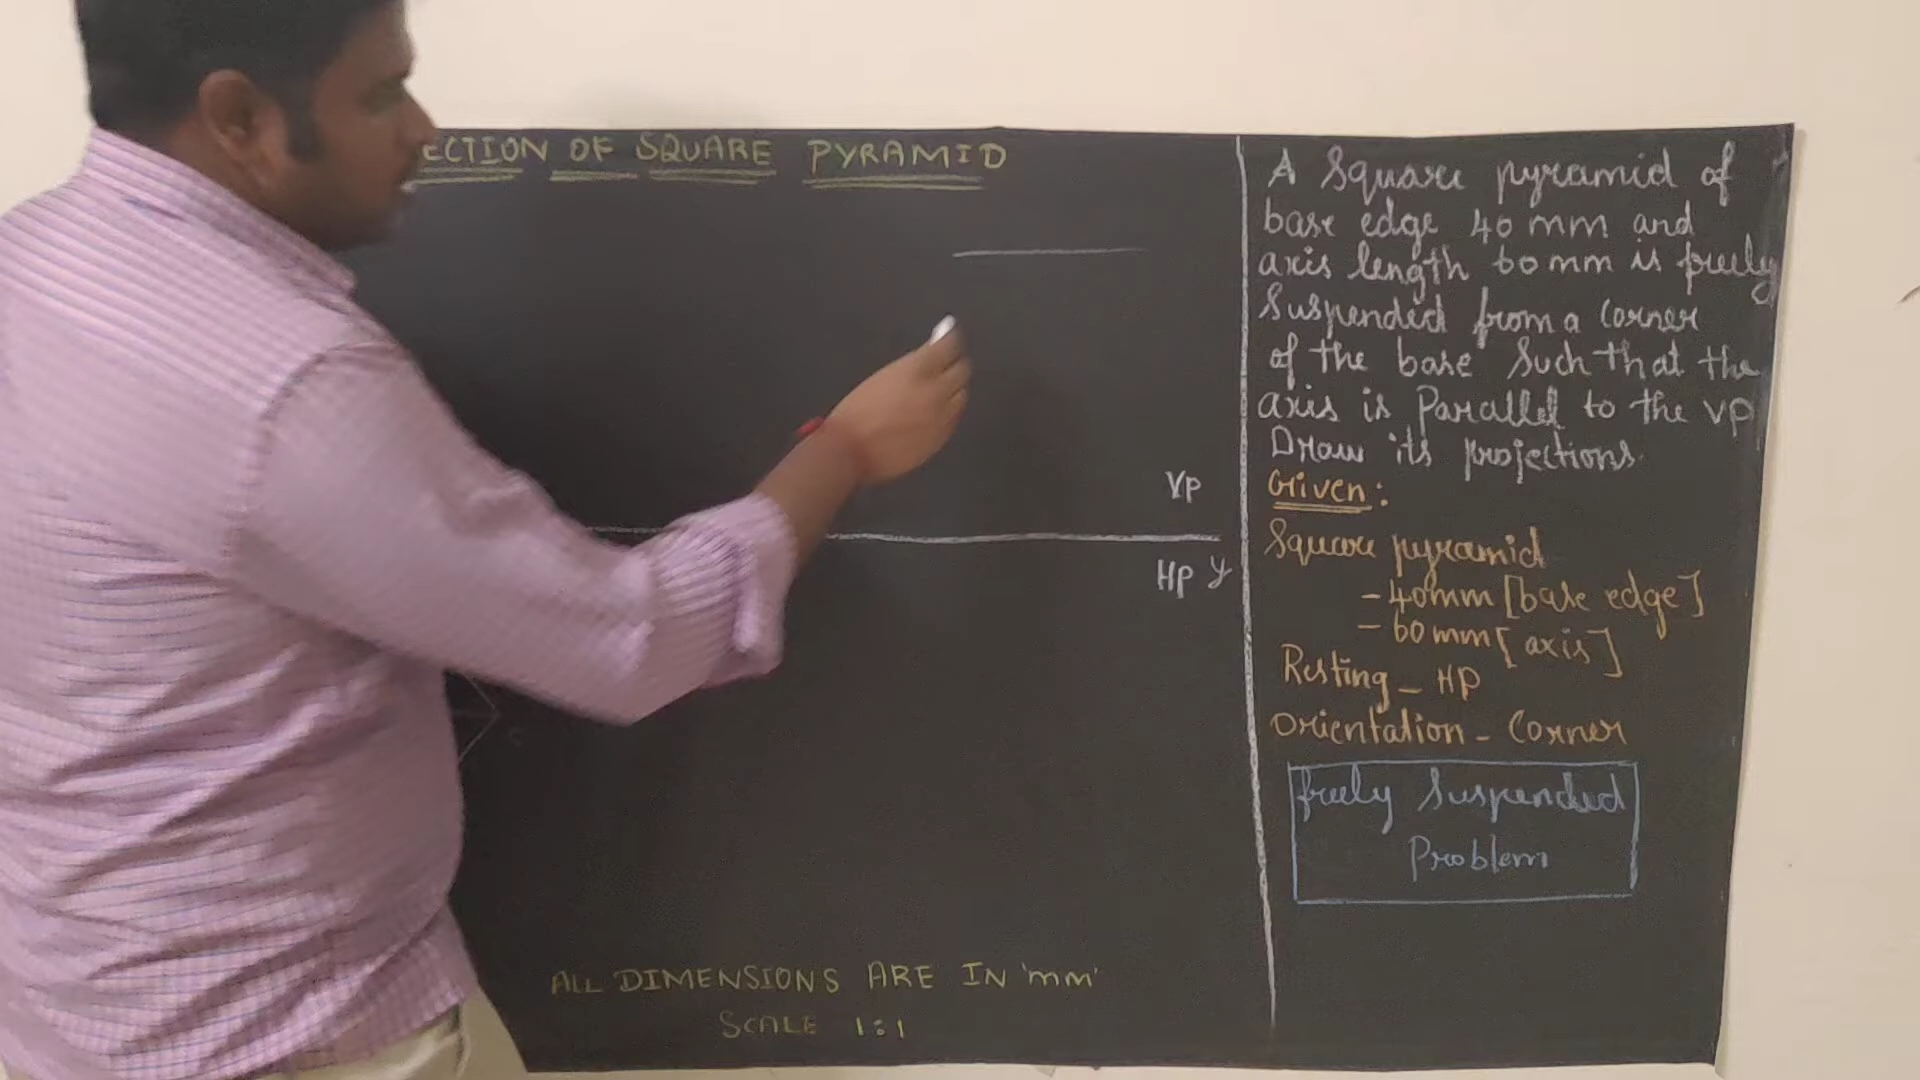 ECTION OF SQUARE PYRAMID
A Square pyramid of
base edge 40 mm and
axis length 60 mm is freely
Suspended from a corner
of the base Such that the
axis is Parallel to the VP
Draw its projections.
Given:
Square pyramid
- 40mm [base edge]
- 60mm [axis]
Resting - HP
Orientation - Corner
freely Suspended
Problem
VP
HP y
ALL DIMENSIONS ARE IN 'mm'
SCALE 1:1